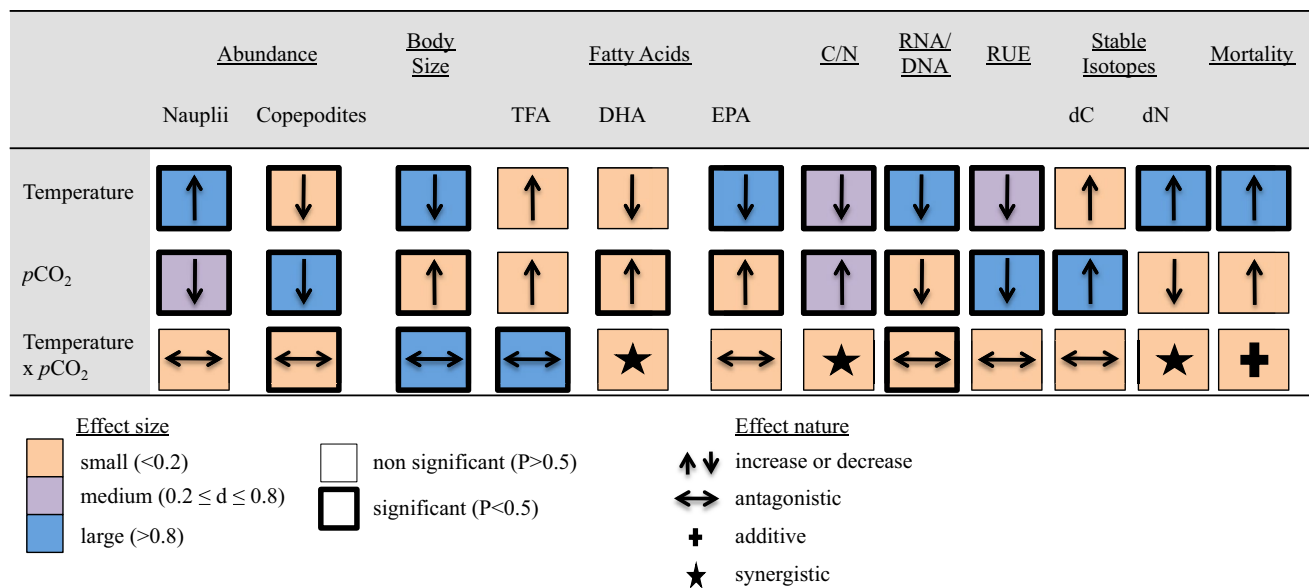 Abundance Body Size Fatty Acids C/N RNA/ DNA RUE Stable Isotopes Mortality
Nauplii Copepodites TFA DHA EPA dC dN
Temperature
pCO₂
Temperature
x pCO₂
Effect size
small (<0.2)
medium (0.2 ≤ d ≤ 0.8)
large (>0.8)
non significant (P>0.5)
significant (P<0.5)
Effect nature
increase or decrease
antagonistic
additive
synergistic